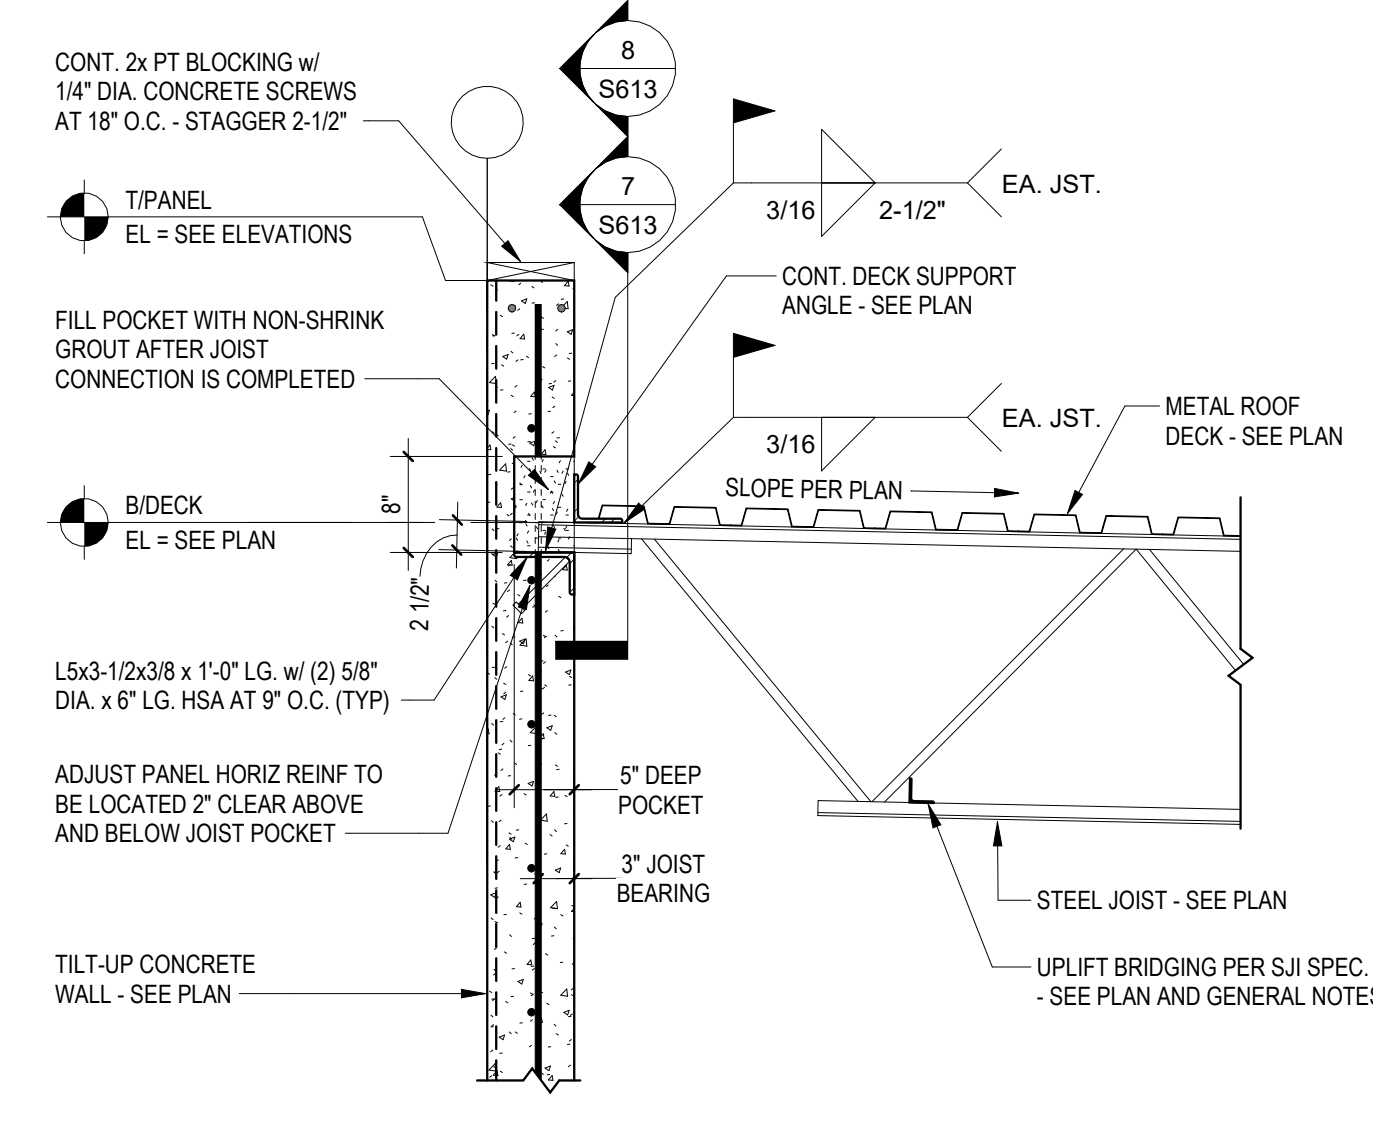 CONT. 2x PT BLOCKING w/
1/4" DIA. CONCRETE SCREWS
AT 18" O.C. - STAGGER 2-1/2"
8
S613
7
S613
T/PANEL
EL = SEE ELEVATIONS
3/16
2-1/2"
EA. JST.
CONT. DECK SUPPORT
ANGLE - SEE PLAN
FILL POCKET WITH NON-SHRINK
GROUT AFTER JOIST
CONNECTION IS COMPLETED
3/16
EA. JST.
METAL ROOF
DECK - SEE PLAN
SLOPE PER PLAN
B/DECK
EL = SEE PLAN
8"
2 1/2"
L5x3-1/2x3/8 x 1'-0" LG. w/ (2) 5/8"
DIA. x 6" LG. HSA AT 9" O.C. (TYP)
ADJUST PANEL HORIZ REINF TO
BE LOCATED 2" CLEAR ABOVE
AND BELOW JOIST POCKET
5" DEEP
POCKET
3" JOIST
BEARING
STEEL JOIST - SEE PLAN
TILT-UP CONCRETE
WALL - SEE PLAN
UPLIFT BRIDGING PER SJI SPEC.
- SEE PLAN AND GENERAL NOTES